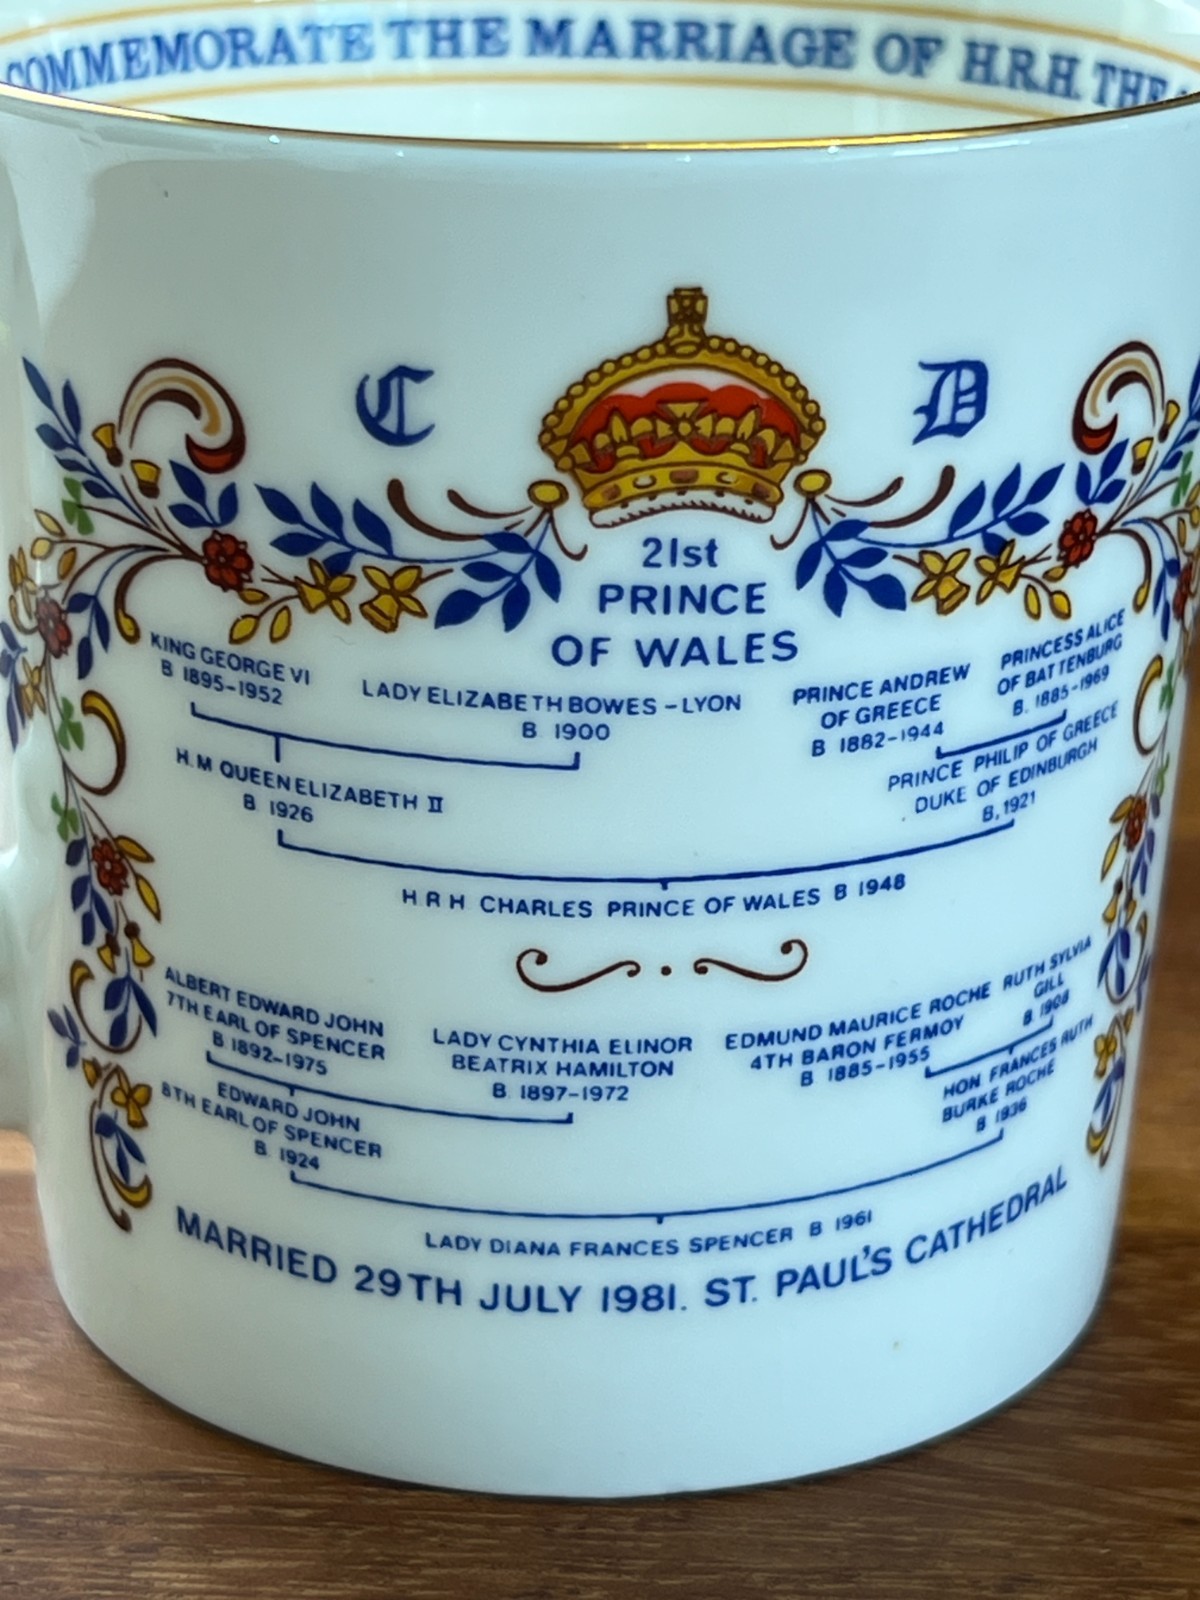 COMMEMORATE THE MARRIAGE OF H.R.H. THE
C D
21st
PRINCE
OF WALES
KING GEORGE VI
B 1895-1952
LADY ELIZABETH BOWES - LYON
B 1900
PRINCE ANDREW
OF GREECE
B 1882-1944
PRINCESS ALICE
OF BATTENBURG
B. 1885-1969
H.M QUEEN ELIZABETH II
B 1926
PRINCE PHILIP OF GREECE
DUKE OF EDINBURGH
B, 1921
H R H CHARLES PRINCE OF WALES B 1948
ALBERT EDWARD JOHN
7TH EARL OF SPENCER
B 1892-1975
LADY CYNTHIA ELINOR
BEATRIX HAMILTON
B. 1897-1972
EDMUND MAURICE ROCHE
4TH BARON FERMOY
B 1885-1955
RUTH SYLVIA
GILL
B 1908
EDWARD JOHN
8TH EARL OF SPENCER
B. 1924
HON. FRANCES RUTH
BURKE ROCHE
B 1936
LADY DIANA FRANCES SPENCER B 1961
MARRIED 29TH JULY 1981. ST. PAUL'S CATHEDRAL